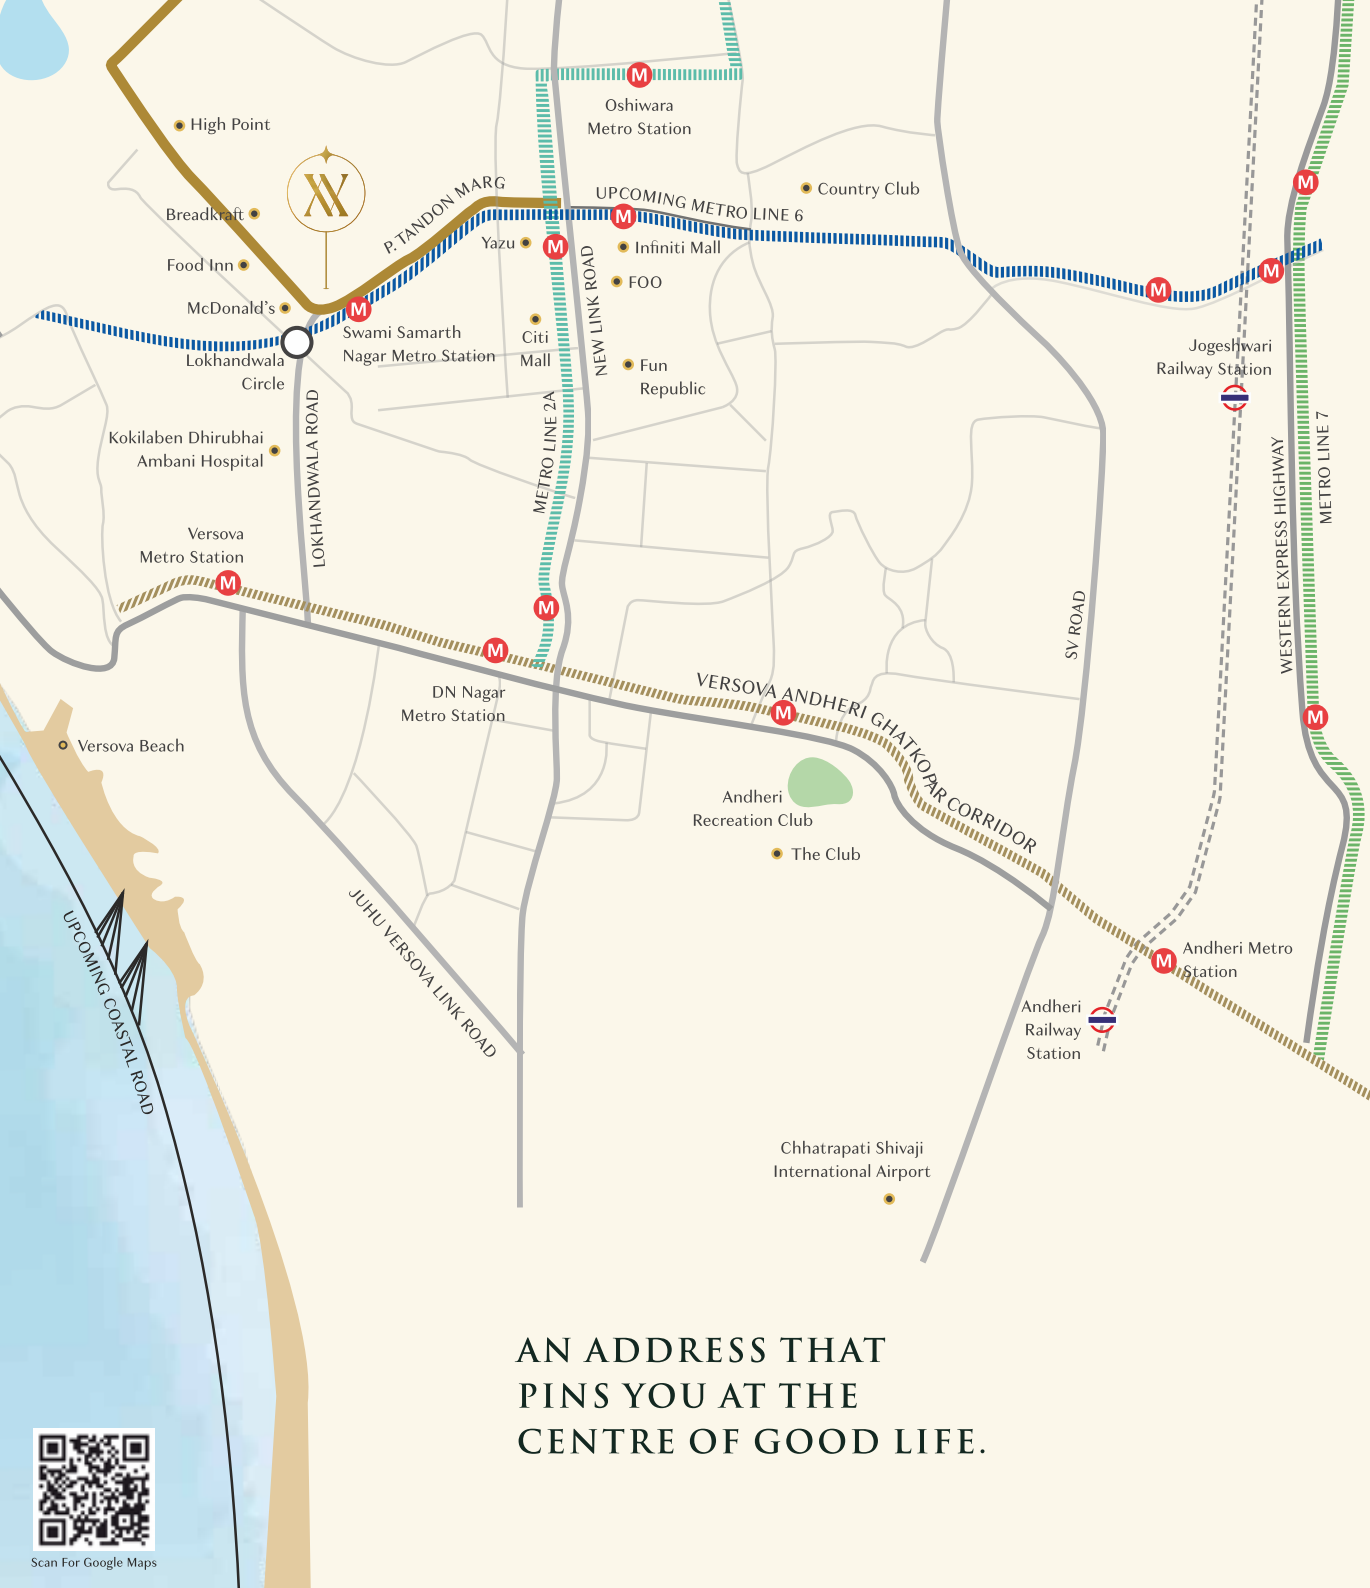 Oshiwara
Metro Station
High Point
P. TANDON MARG
UPCOMING METRO LINE 6
Country Club
Breadkraft
Yazu
Infiniti Mall
Food Inn
FOO
McDonald's
NEW LINK ROAD
Swami Samarth
Nagar Metro Station
Citi
Mall
Lokhandwala
Circle
Fun
Republic
Jogeshwari
Railway Station
LOKHANDWALA ROAD
METRO LINE 2A
Kokilaben Dhirubhai
Ambani Hospital
WESTERN EXPRESS HIGHWAY
METRO LINE 7
Versova
Metro Station
SV ROAD
DN Nagar
Metro Station
VERSOVA ANDHERI GHATKOPAR CORRIDOR
Versova Beach
Andheri
Recreation Club
The Club
JUHU VERSOVA LINK ROAD
UPCOMING COASTAL ROAD
Andheri Metro
Station
Andheri
Railway
Station
Chhatrapati Shivaji
International Airport
M
M
M
M
M
M
M
M
M
M
M
M
M
M
AN ADDRESS THAT
PINS YOU AT THE
CENTRE OF GOOD LIFE.
Scan For Google Maps